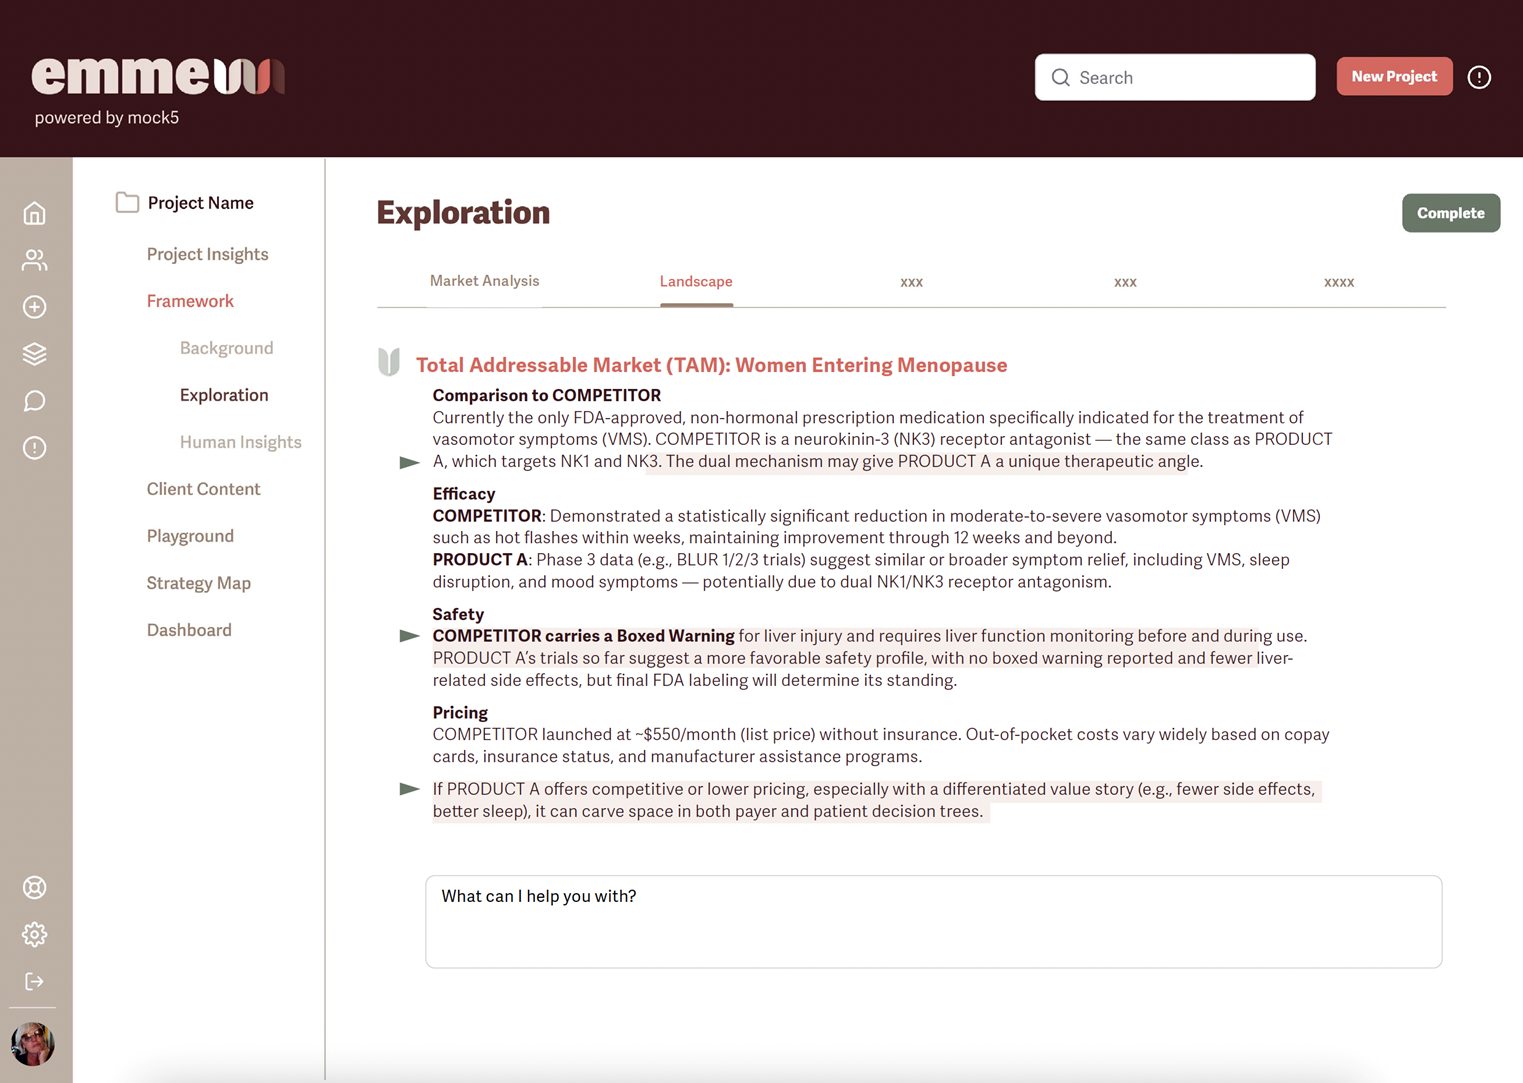 emme
powered by mock5
Search
New Project
Project Name
Project Insights
Framework
Background
Exploration
Human Insights
Client Content
Playground
Strategy Map
Dashboard
Exploration
Complete
Market Analysis
Landscape
xxx
xxx
xxxx
Total Addressable Market (TAM): Women Entering Menopause
Comparison to COMPETITOR
Currently the only FDA-approved, non-hormonal prescription medication specifically indicated for the treatment of
vasomotor symptoms (VMS). COMPETITOR is a neurokinin-3 (NK3) receptor antagonist — the same class as PRODUCT
A, which targets NK1 and NK3. The dual mechanism may give PRODUCT A a unique therapeutic angle.
Efficacy
COMPETITOR: Demonstrated a statistically significant reduction in moderate-to-severe vasomotor symptoms (VMS)
such as hot flashes within weeks, maintaining improvement through 12 weeks and beyond.
PRODUCT A: Phase 3 data (e.g., BLUR 1/2/3 trials) suggest similar or broader symptom relief, including VMS, sleep
disruption, and mood symptoms — potentially due to dual NK1/NK3 receptor antagonism.
Safety
COMPETITOR carries a Boxed Warning for liver injury and requires liver function monitoring before and during use.
PRODUCT A’s trials so far suggest a more favorable safety profile, with no boxed warning reported and fewer liver-
related side effects, but final FDA labeling will determine its standing.
Pricing
COMPETITOR launched at ~$550/month (list price) without insurance. Out-of-pocket costs vary widely based on copay
cards, insurance status, and manufacturer assistance programs.
If PRODUCT A offers competitive or lower pricing, especially with a differentiated value story (e.g., fewer side effects,
better sleep), it can carve space in both payer and patient decision trees.
What can I help you with?